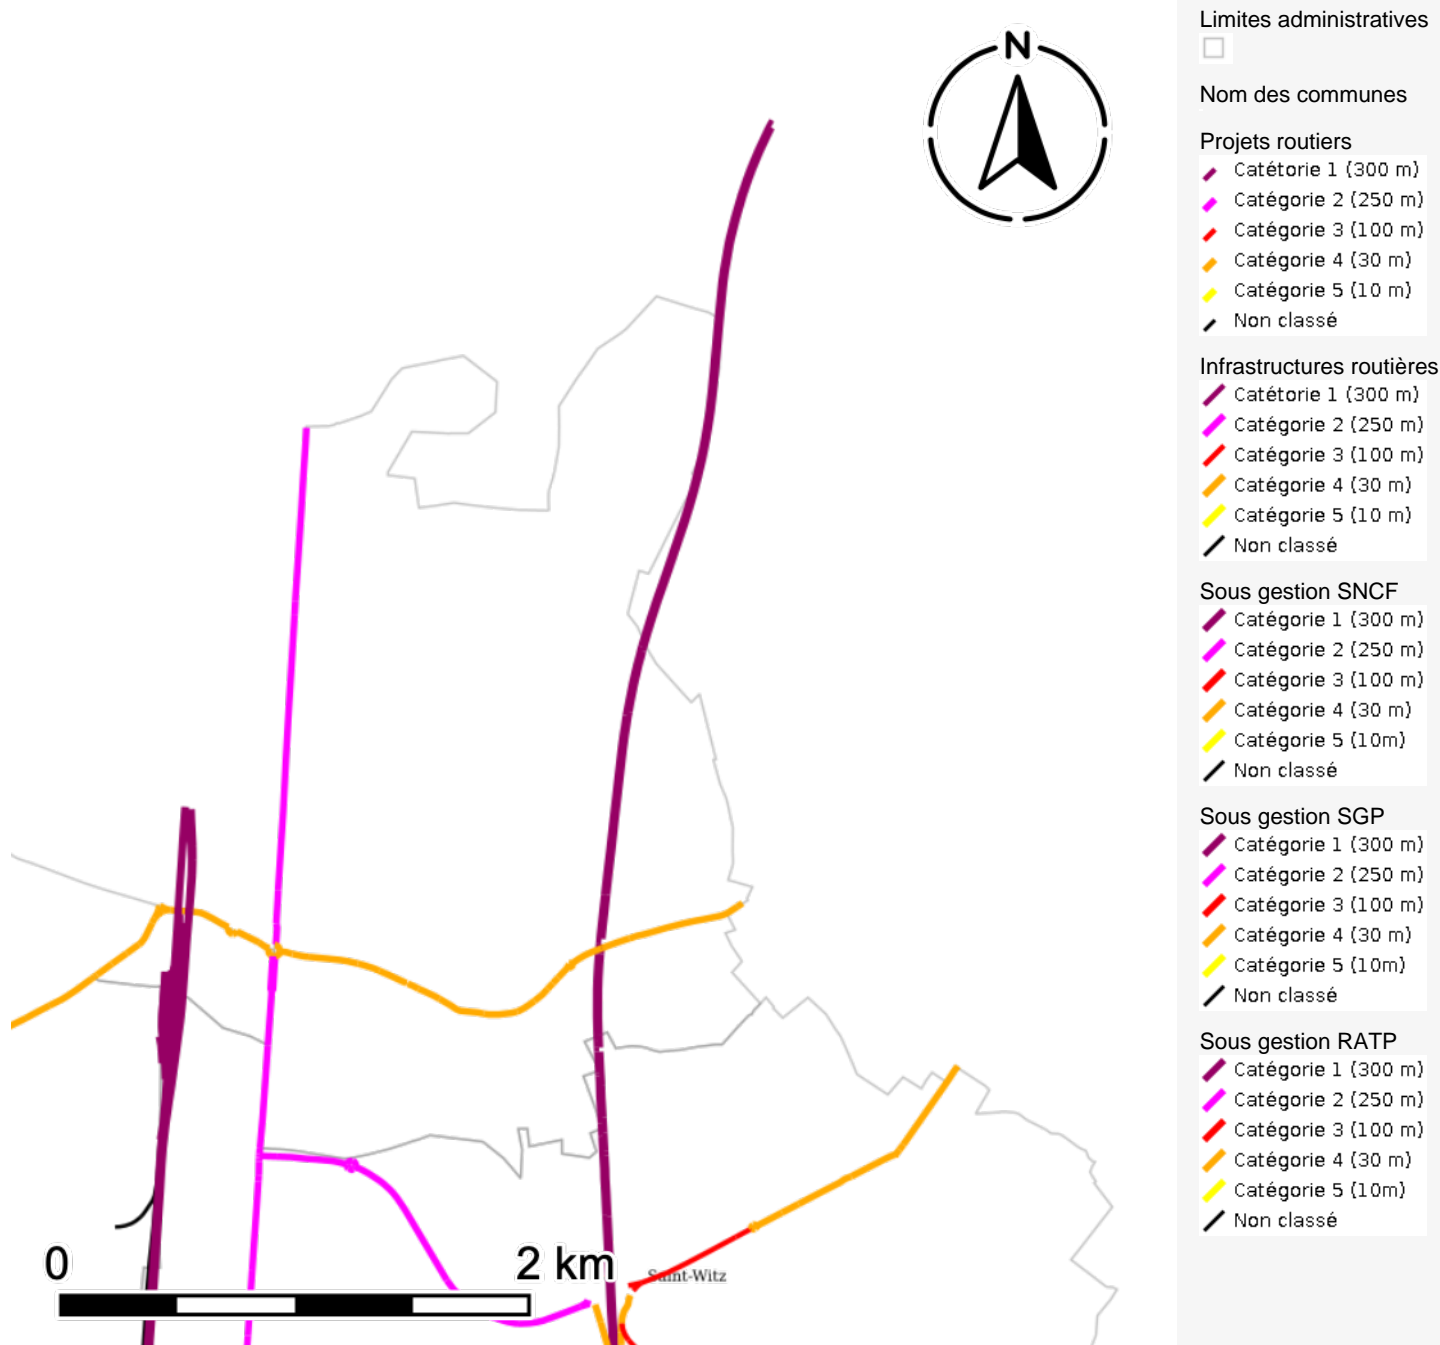 N
0
2 km
Saint-Witz
Limites administratives
Nom des communes
Projets routiers
Catétorie 1 (300 m)
Catégorie 2 (250 m)
Catégorie 3 (100 m)
Catégorie 4 (30 m)
Catégorie 5 (10 m)
Non classé
Infrastructures routières
Catétorie 1 (300 m)
Catégorie 2 (250 m)
Catégorie 3 (100 m)
Catégorie 4 (30 m)
Catégorie 5 (10 m)
Non classé
Sous gestion SNCF
Catégorie 1 (300 m)
Catégorie 2 (250 m)
Catégorie 3 (100 m)
Catégorie 4 (30 m)
Catégorie 5 (10m)
Non classé
Sous gestion SGP
Catégorie 1 (300 m)
Catégorie 2 (250 m)
Catégorie 3 (100 m)
Catégorie 4 (30 m)
Catégorie 5 (10m)
Non classé
Sous gestion RATP
Catégorie 1 (300 m)
Catégorie 2 (250 m)
Catégorie 3 (100 m)
Catégorie 4 (30 m)
Catégorie 5 (10m)
Non classé